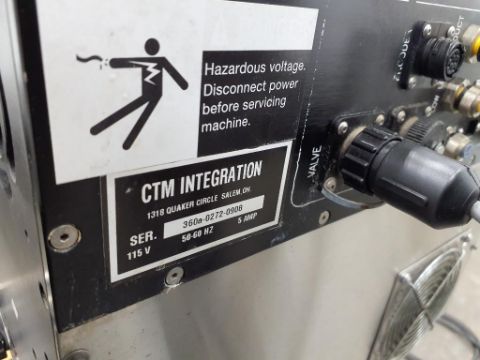 Hazardous voltage.
Disconnect power
before servicing
machine.
CTM INTEGRATION
1318 QUAKER CIRCLE SALEM, OH.
SER. 360a-0272-0908
115 V 50-60 HZ 5 AMP
VALVE